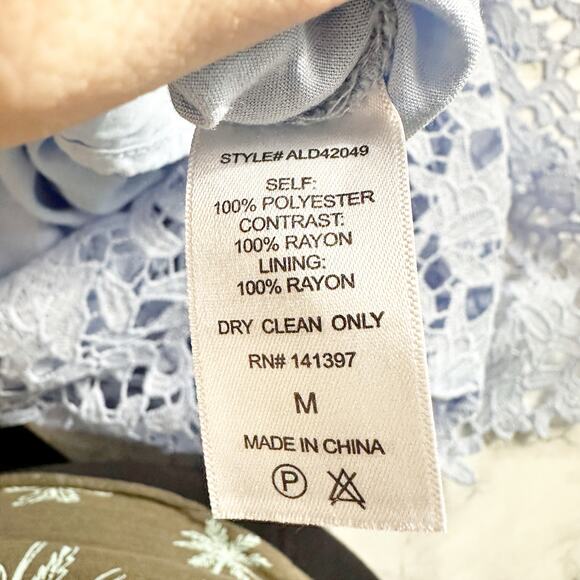 STYLE# ALD42049
SELF:
100% POLYESTER
CONTRAST:
100% RAYON
LINING:
100% RAYON
DRY CLEAN ONLY
RN# 141397
M
MADE IN CHINA
P